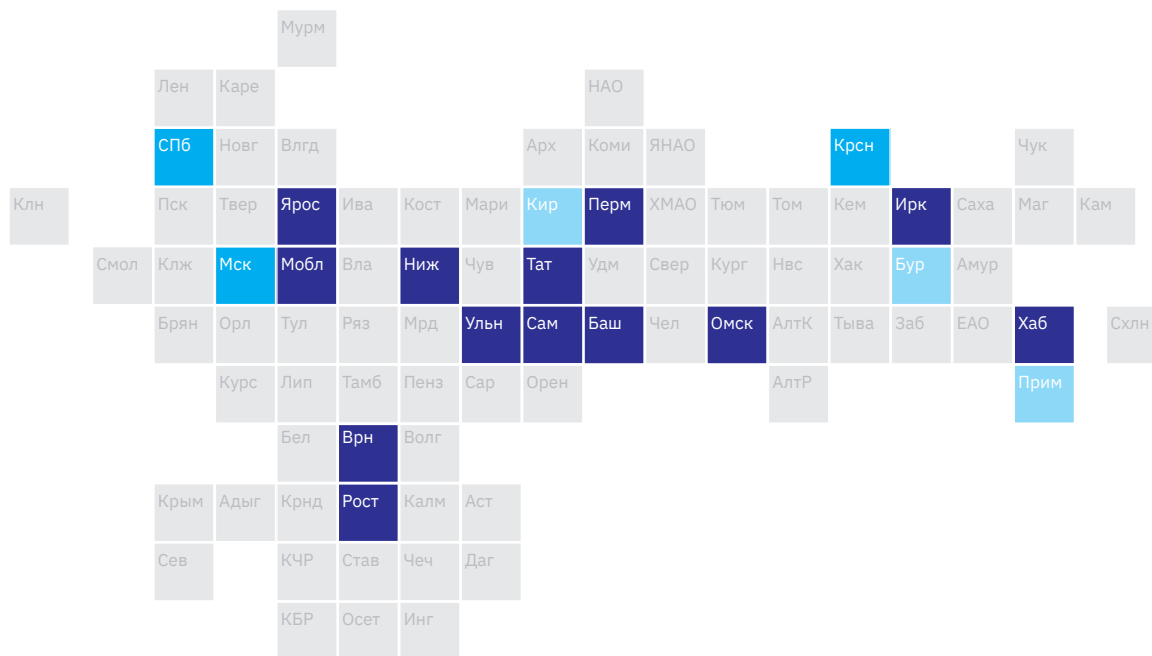 Мурм
Лен Каре НАО
СПб Новг Влгд Арх Коми ЯНАО Крсн Чук
Клн Пск Твер Ярос Ива Кост Мари Кир Перм ХМАО Тюм Том Кем Ирк Саха Маг Кам
Смол Клж Мск Мобл Вла Ниж Чув Тат Удм Свер Кург Нвс Хак Бур Амур
Брян Орл Тул Ряз Мрд Ульн Сам Баш Чел Омск АлтК Тыва Заб ЕАО Хаб Схлн
Курс Лип Тамб Пенз Сар Орен АлтР Прим
Бел Врн Волг
Крым Адыг Крнд Рост Калм Аст
Сев КЧР Став Чеч Даг
КБР Осет Инг